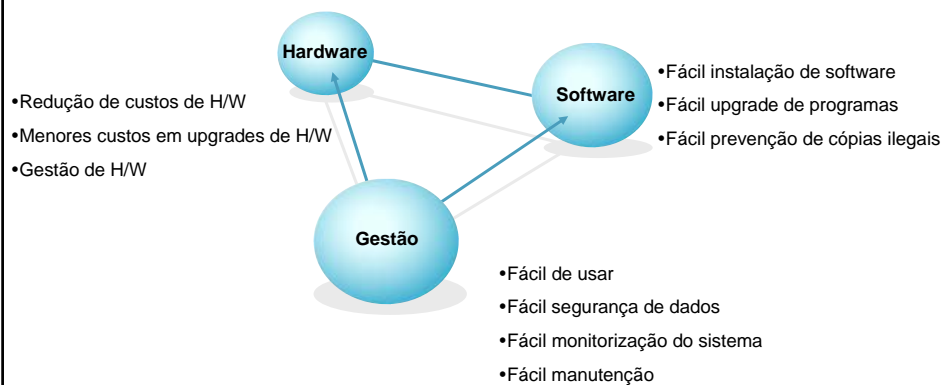 Hardware
•Redução de custos de H/W
•Menores custos em upgrades de H/W
•Gestão de H/W
Software
•Fácil instalação de software
•Fácil upgrade de programas
•Fácil prevenção de cópias ilegais
Gestão
•Fácil de usar
•Fácil segurança de dados
•Fácil monitorização do sistema
•Fácil manutenção